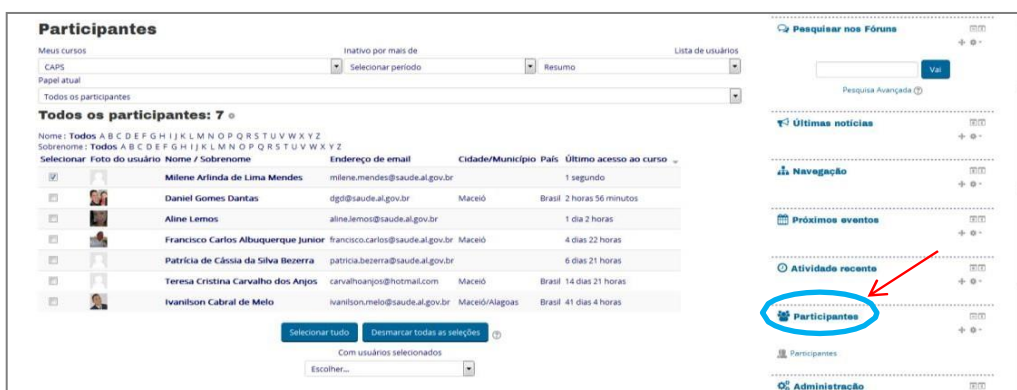 Participantes
Meus cursos Inativo por mais de Lista de usuários
CAPS Selecionar período Resumo
Papel atual
Todos os participantes
Todos os participantes: 7
Nome : Todos A B C D E F G H I J K L M N O P Q R S T U V W X Y Z
Sobrenome : Todos A B C D E F G H I J K L M N O P Q R S T U V W X Y Z
Selecionar Foto do usuário Nome / Sobrenome Endereço de email Cidade/Município País Último acesso ao curso
Milene Arlinda de Lima Mendes milene.mendes@saude.al.gov.br 1 segundo
Daniel Gomes Dantas dgd@saude.al.gov.br Maceió Brasil 2 horas 56 minutos
Aline Lemos aline.lemos@saude.al.gov.br 1 dia 2 horas
Francisco Carlos Albuquerque Junior francisco.carlos@saude.al.gov.br Maceió 4 dias 22 horas
Patrícia de Cássia da Silva Bezerra patricia.bezerra@saude.al.gov.br 6 dias 21 horas
Teresa Cristina Carvalho dos Anjos carvalhoanjos@hotmail.com Maceió Brasil 14 dias 21 horas
Ivanilson Cabral de Melo ivanilson.melo@saude.al.gov.br Maceió/Alagoas Brasil 41 dias 4 horas
Selecionar tudo Desmarcar todas as seleções
Com usuários selecionados
Escolher...
Pesquisar nos Fóruns
Vai
Pesquisa Avançada
Últimas notícias
Navegação
Próximos eventos
Atividade recente
Participantes
Participantes
Administração